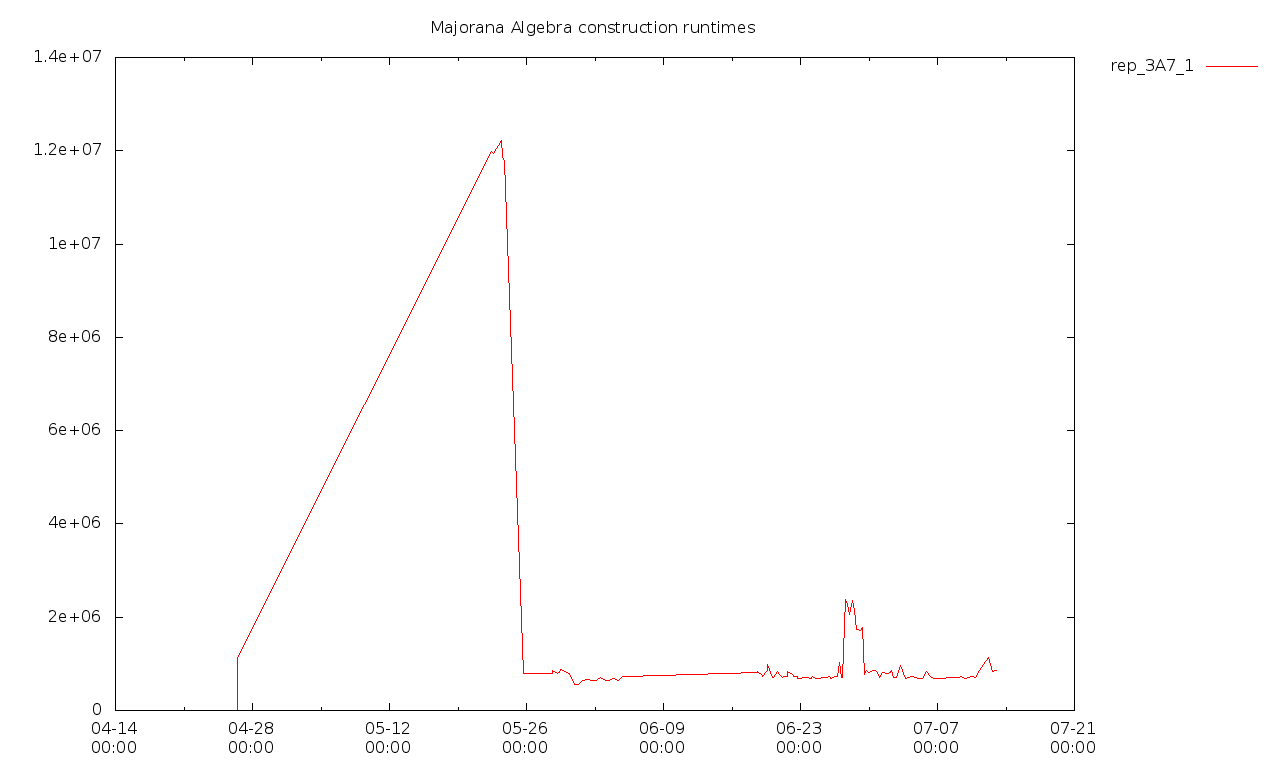 Majorana Algebra construction runtimes
rep_3A7_1
1.4e+07
1.2e+07
1e+07
8e+06
6e+06
4e+06
2e+06
0
04-14 04-28 05-12 05-26 06-09 06-23 07-07 07-21
00:00 00:00 00:00 00:00 00:00 00:00 00:00 00:00